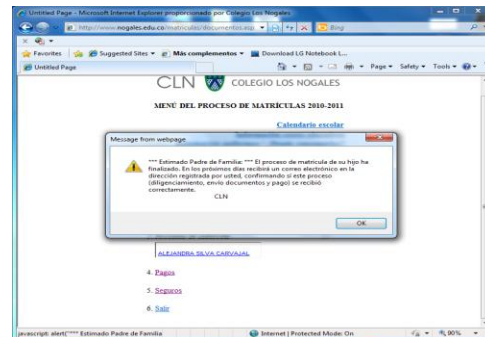 Untitled Page - Microsoft Internet Explorer proporcionado por Colegio Los Nogales
http://www.nogales.edu.co/matriculas/documentos.asp
Bing
Favorites
Suggested Sites
Más complementos
Download LG Notebook L...
Untitled Page
Page
Safety
Tools
CLN
COLEGIO LOS NOGALES
MENÚ DEL PROCESO DE MATRÍCULAS 2010-2011
Calendario escolar
Message from webpage
*** Estimado Padre de Familia: *** El proceso de matricula de su hijo ha
finalizado. En los próximos días recibirá un correo electrónico en la
dirección registrada por usted, confirmando si este proceso
(diligenciamiento, envío documentos y pago) se recibió
correctamente.
CLN
OK
ALEJANDRA SILVA CARVAJAL
4. Pagos
5. Seguros
6. Salir
javascript: alert('*** Estimado Padre de Familia
Internet | Protected Mode: On
90%